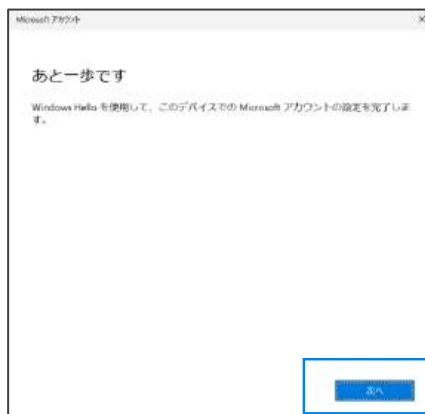 Microsoft アカウント
あと一歩です
Windows Hello を使用して、このデバイスでの Microsoft アカウントの設定を完了しま
す。
次へ